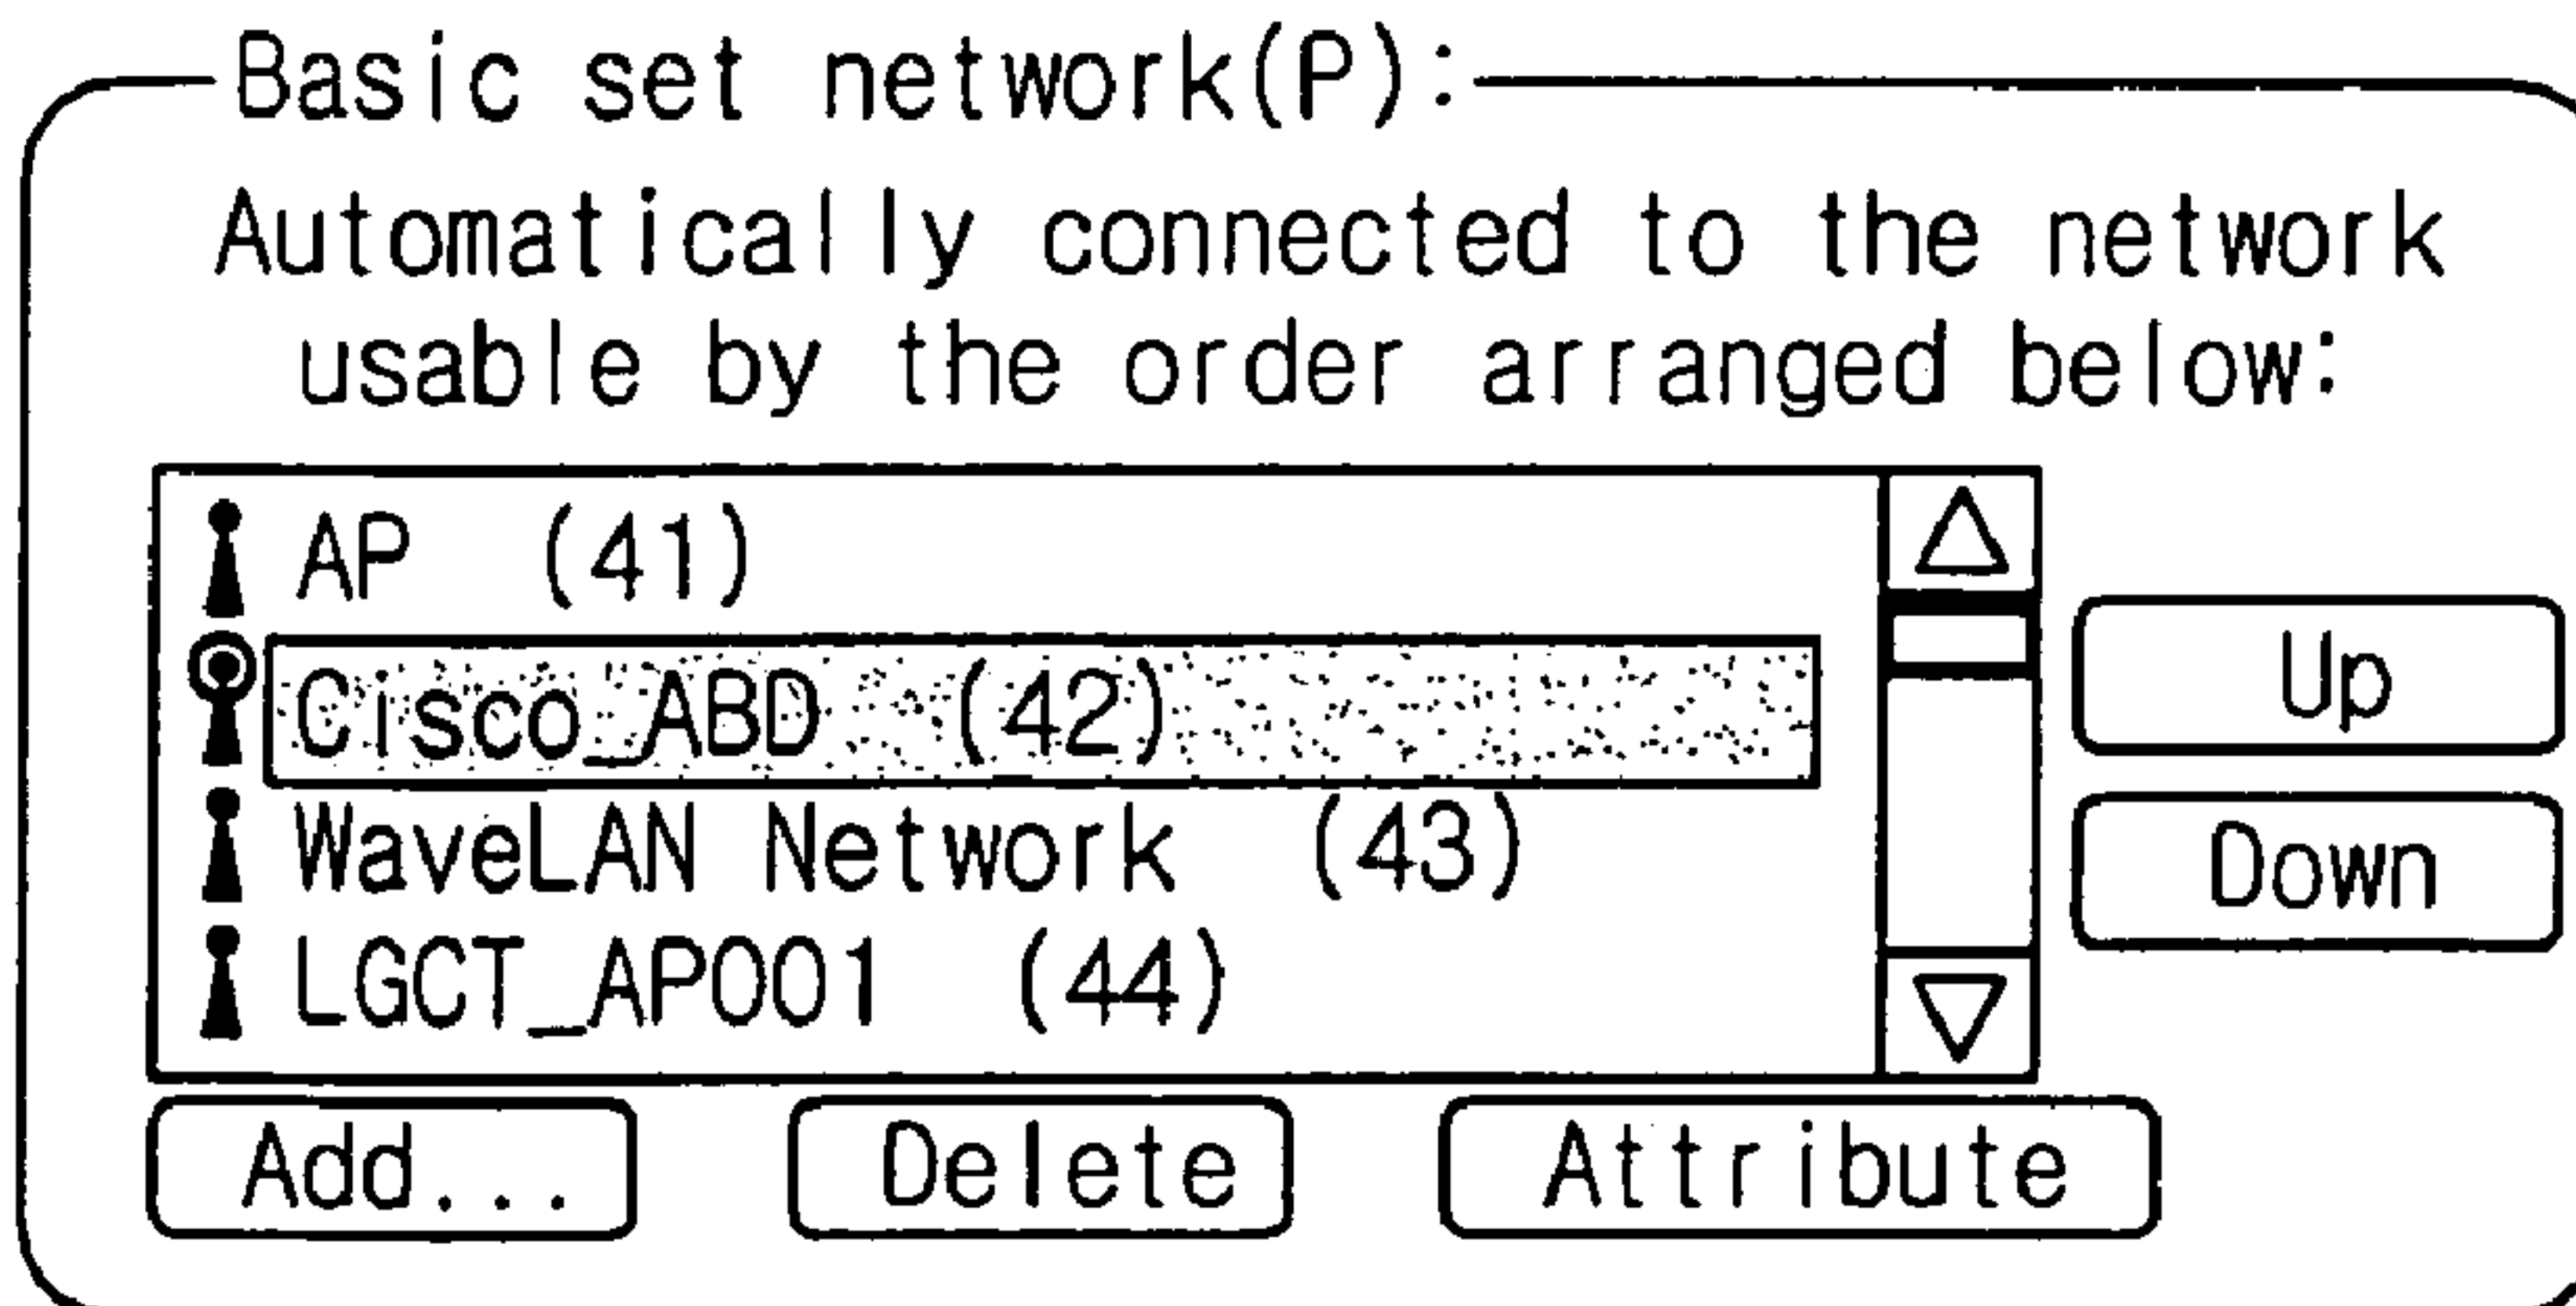 Basic set network(P):
Automatically connected to the network
usable by the order arranged below:
AP (41)
Cisco_ABD (42)
WaveLAN Network (43)
LGCT_AP001 (44)
Up
Down
Add...
Delete
Attribute